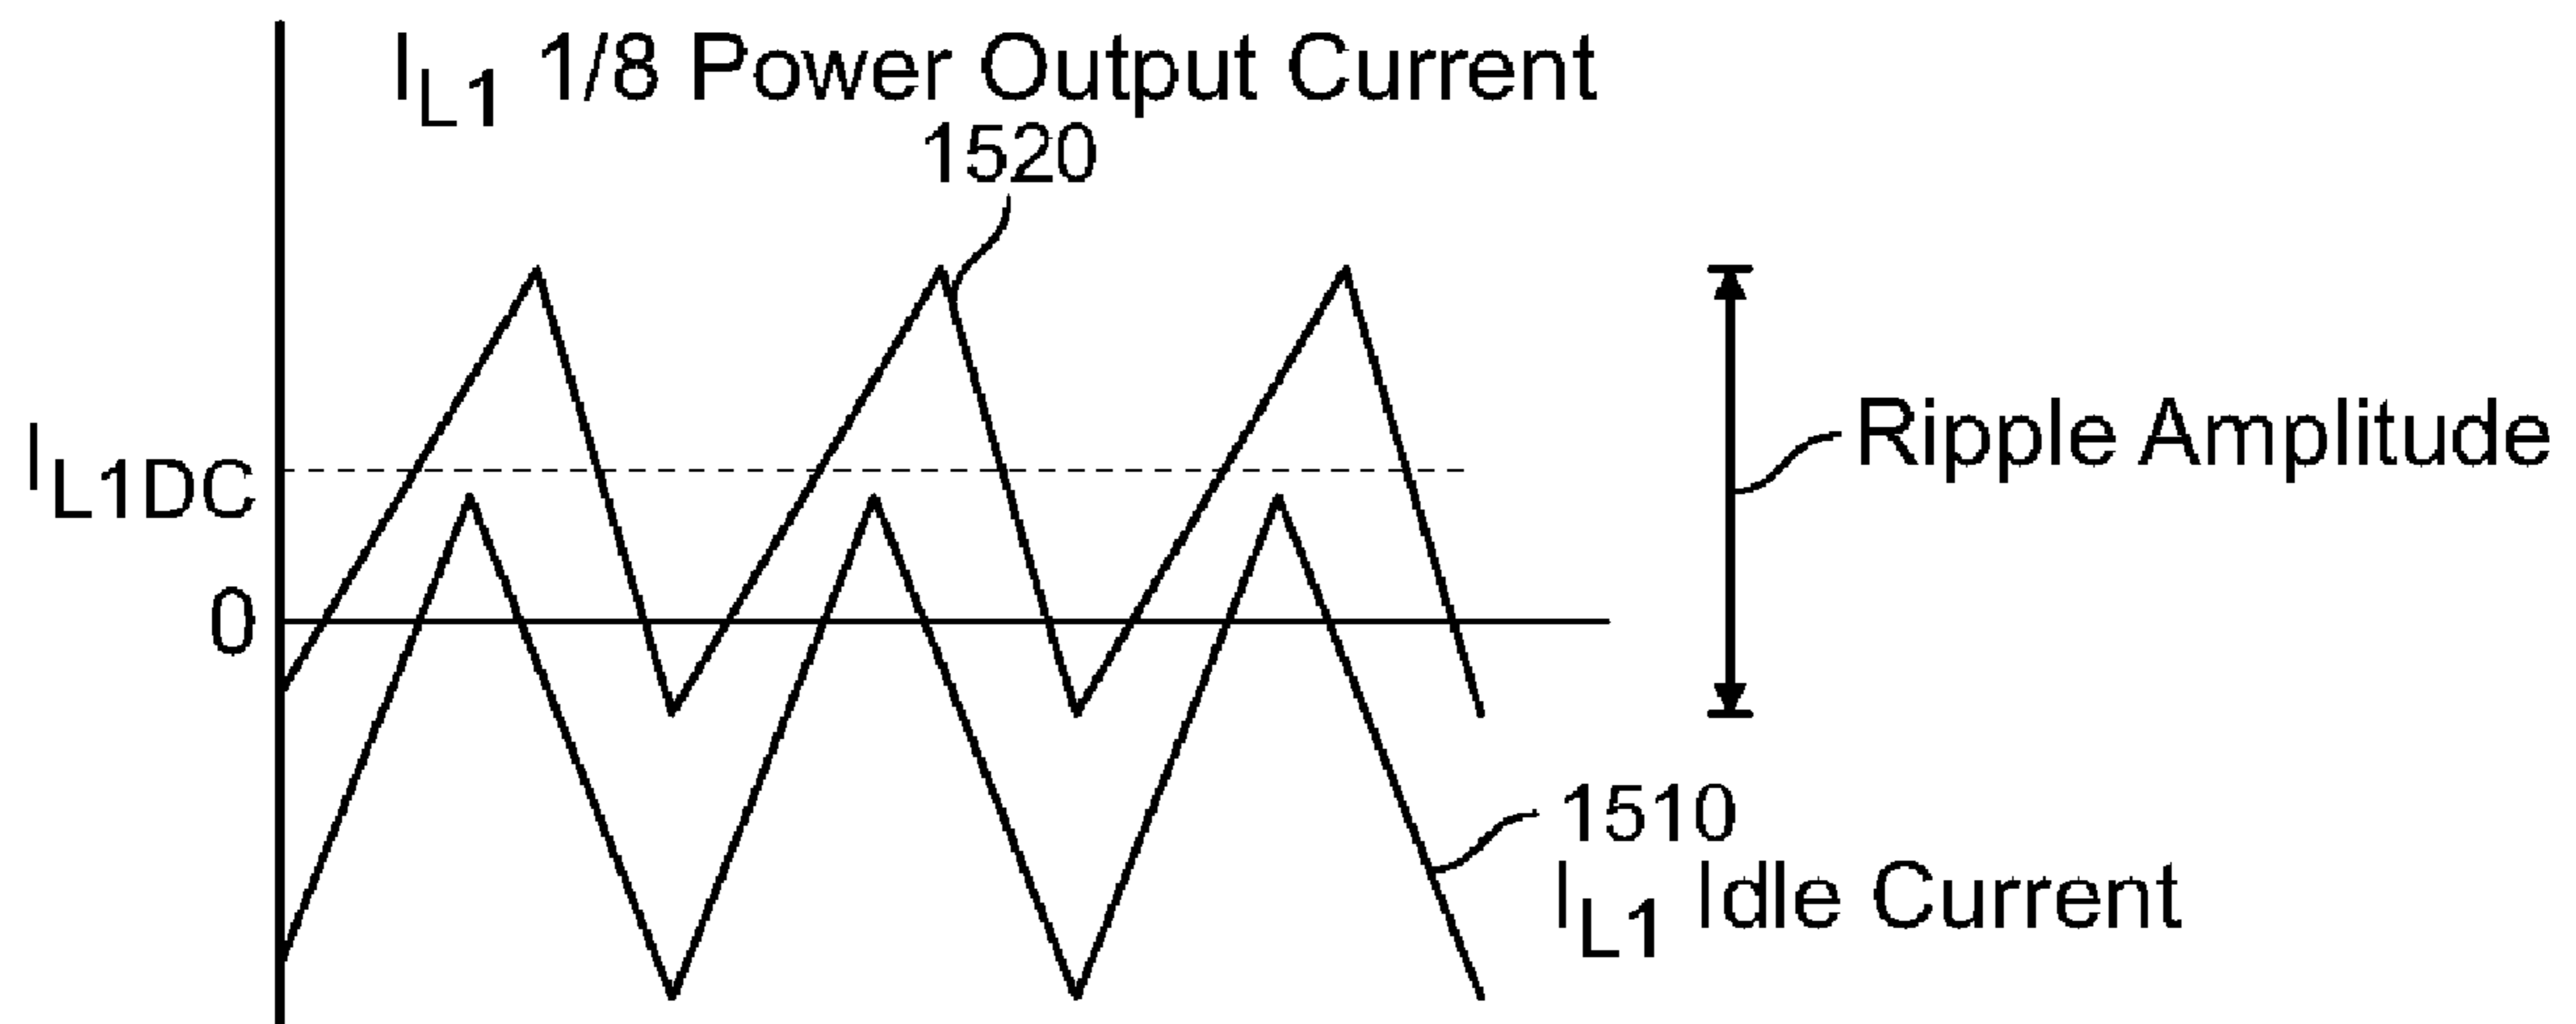 IL1 1/8 Power Output Current
1520
IL1DC
Ripple Amplitude
0
1510
IL1 Idle Current